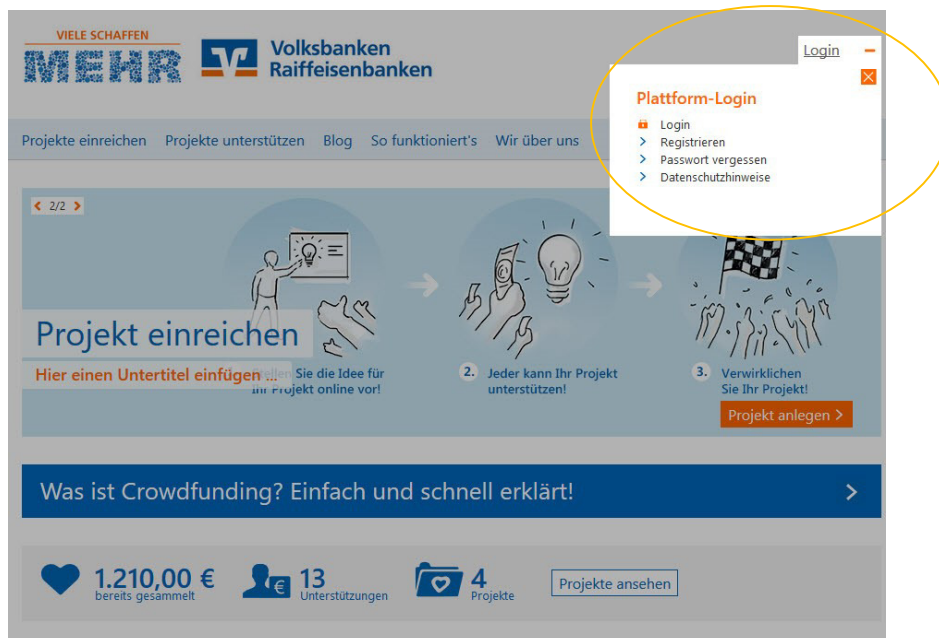 VIELE SCHAFFEN
MEHR
Volksbanken
Raiffeisenbanken
Login
Plattform-Login
Login
Registrieren
Passwort vergessen
Datenschutzhinweise
Projekte einreichen Projekte unterstützen Blog So funktioniert's Wir über uns
2/2
Projekt einreichen
Hier einen Untertitel einfügen ...
Sie die Idee für
Ihr Projekt online vor!
2. Jeder kann Ihr Projekt
unterstützen!
3. Verwirklichen
Sie Ihr Projekt!
Projekt anlegen
Was ist Crowdfunding? Einfach und schnell erklärt!
1.210,00 €
bereits gesammelt
€
13
Unterstützungen
4
Projekte
Projekte ansehen